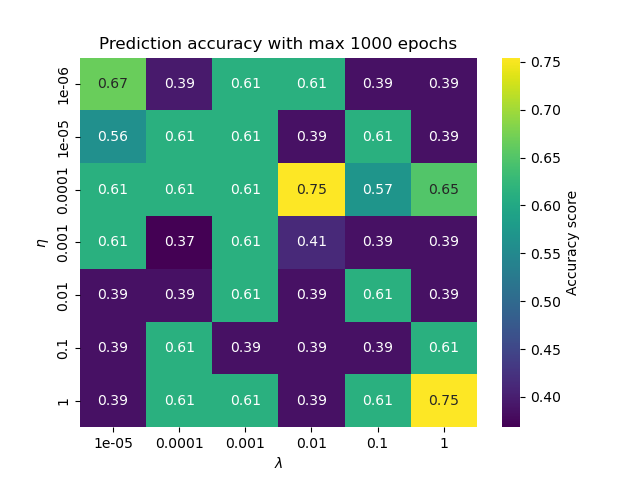 Prediction accuracy with max 1000 epochs
1e-06 0.67 0.39 0.61 0.61 0.39 0.39
1e-05 0.56 0.61 0.61 0.39 0.61 0.39
0.0001 0.61 0.61 0.61 0.75 0.57 0.65
0.001 0.61 0.37 0.61 0.41 0.39 0.39
0.01 0.39 0.39 0.61 0.39 0.61 0.39
0.1 0.39 0.61 0.39 0.39 0.39 0.61
1 0.39 0.61 0.61 0.39 0.61 0.75
η
1e-05 0.0001 0.001 0.01 0.1 1
λ
0.75
0.70
0.65
0.60
0.55
0.50
0.45
0.40
Accuracy score